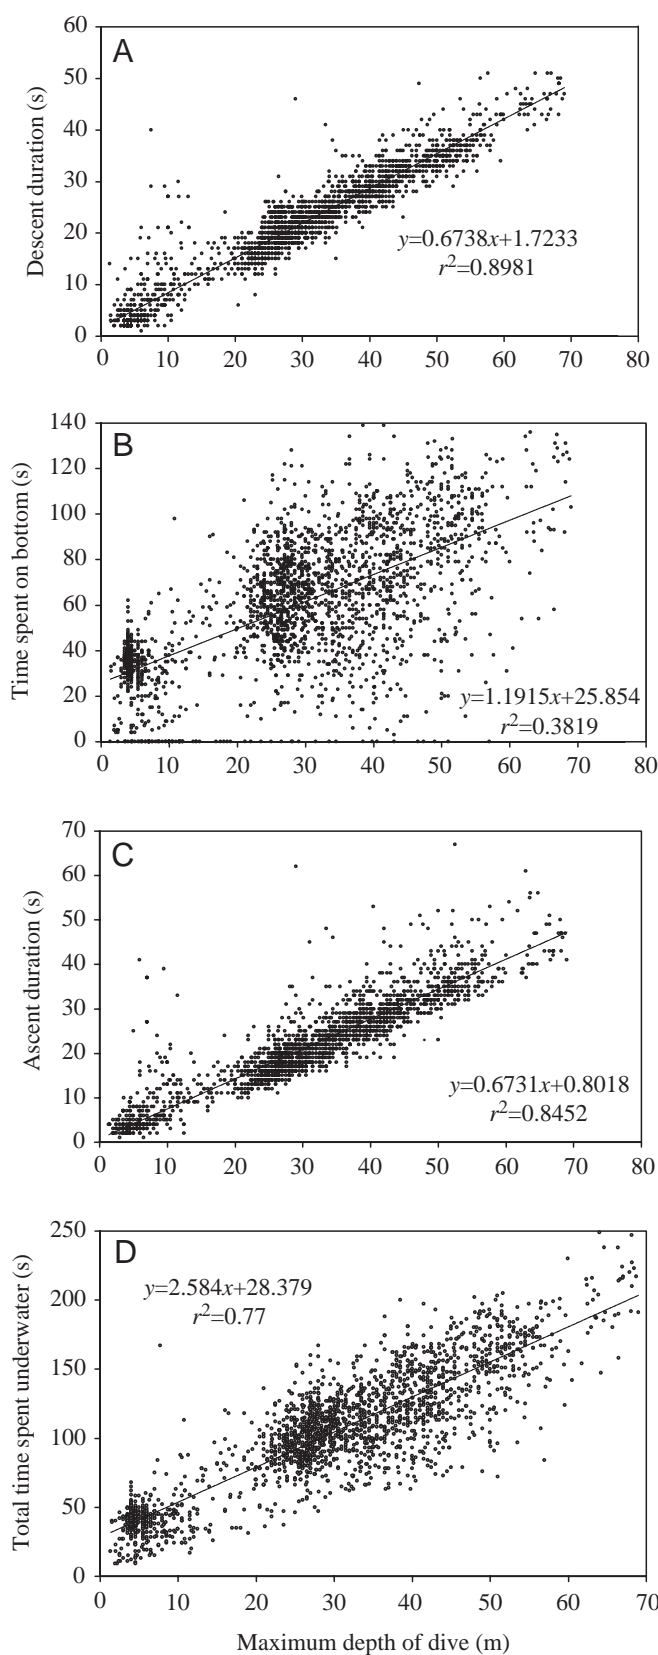 A
Descent duration (s)
60
50
40
30
20
10
0
0 10 20 30 40 50 60 70 80
y=0.6738x+1.7233
r²=0.8981
B
Time spent on bottom (s)
140
120
100
80
60
40
20
0
0 10 20 30 40 50 60 70 80
y=1.1915x+25.854
r²=0.3819
C
Ascent duration (s)
70
60
50
40
30
20
10
0
0 10 20 30 40 50 60 70 80
y=0.6731x+0.8018
r²=0.8452
D
Total time spent underwater (s)
250
200
150
100
50
0
0 10 20 30 40 50 60 70
y=2.584x+28.379
r²=0.77
Maximum depth of dive (m)